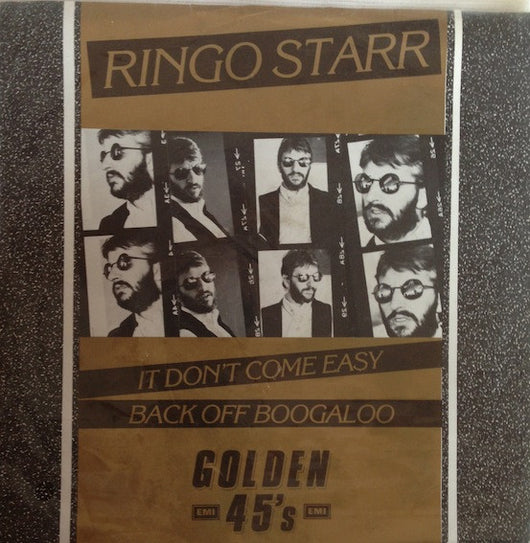 RINGO STARR
IT DON'T COME EASY
BACK OFF BOOGALOO
GOLDEN
EMI 45's EMI